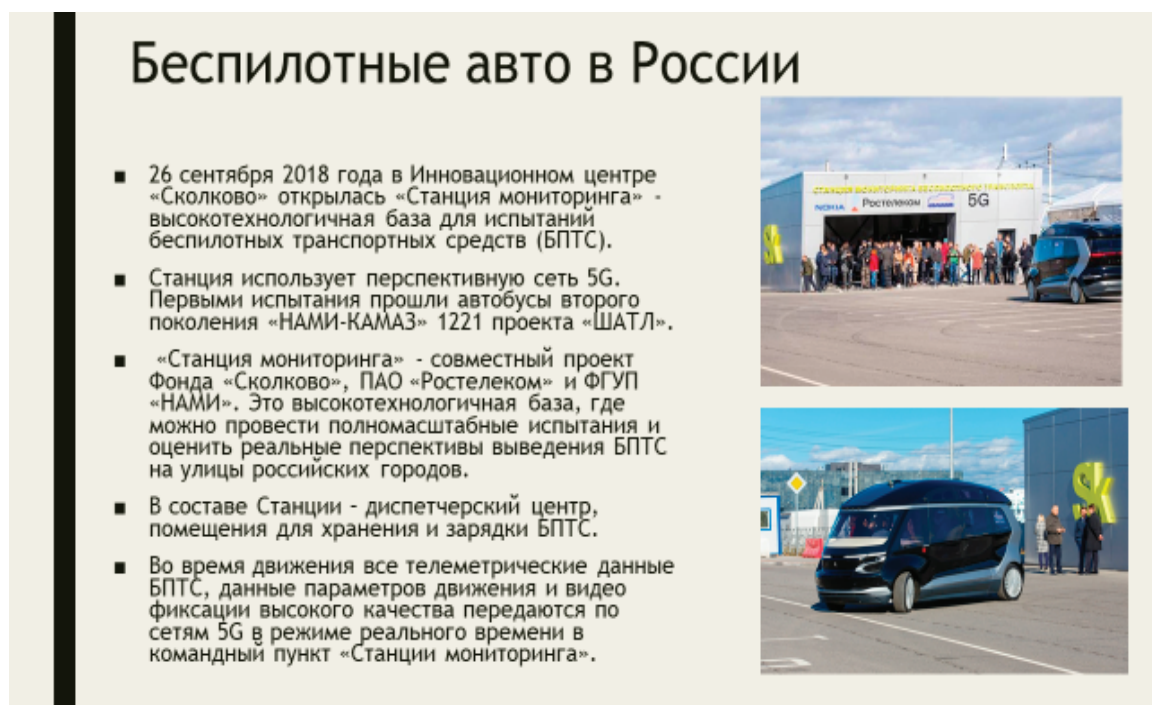 Беспилотные авто в России
▪ 26 сентября 2018 года в Инновационном центре
«Сколково» открылась «Станция мониторинга» -
высокотехнологичная база для испытаний
беспилотных транспортных средств (БПТС).
▪ Станция использует перспективную сеть 5G.
Первыми испытания прошли автобусы второго
поколения «НАМИ-КАМАЗ» 1221 проекта «ШАТЛ».
▪ «Станция мониторинга» - совместный проект
Фонда «Сколково», ПАО «Ростелеком» и ФГУП
«НАМИ». Это высокотехнологичная база, где
можно провести полномасштабные испытания и
оценить реальные перспективы выведения БПТС
на улицы российских городов.
▪ В составе Станции – диспетчерский центр,
помещения для хранения и зарядки БПТС.
▪ Во время движения все телеметрические данные
БПТС, данные параметров движения и видео
фиксации высокого качества передаются по
сетям 5G в режиме реального времени в
командный пункт «Станции мониторинга».
СТАНЦИЯ МОНИТОРИНГА БЕСПИЛОТНОГО ТРАНСПОРТА
NOKIA Ростелеком 5G
Sk
Sk